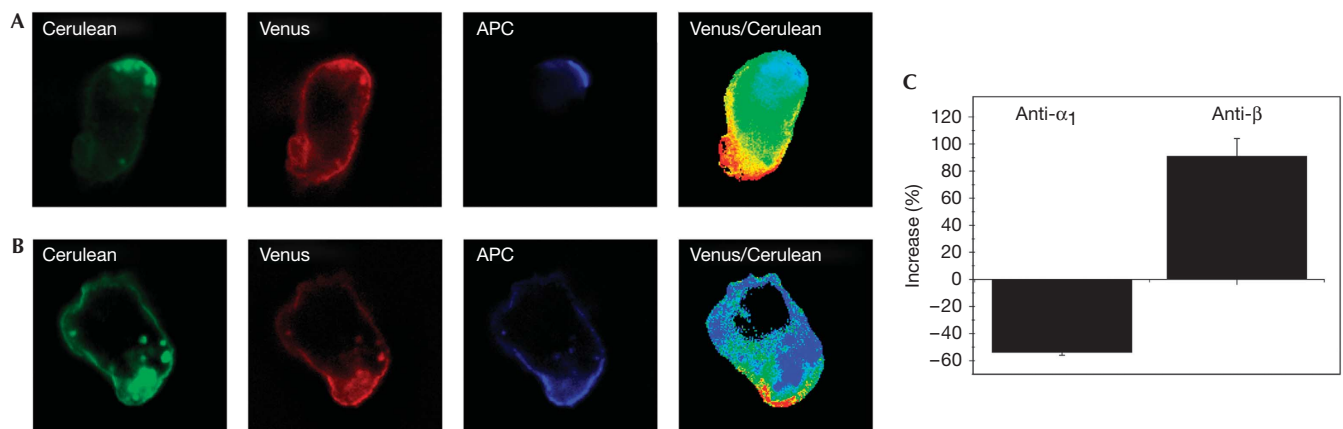 A
Cerulean
Venus
APC
Venus/Cerulean
B
Cerulean
Venus
APC
Venus/Cerulean
C
Anti-α₁
Anti-β
Increase (%)
120
100
80
60
40
20
0
−20
−40
−60